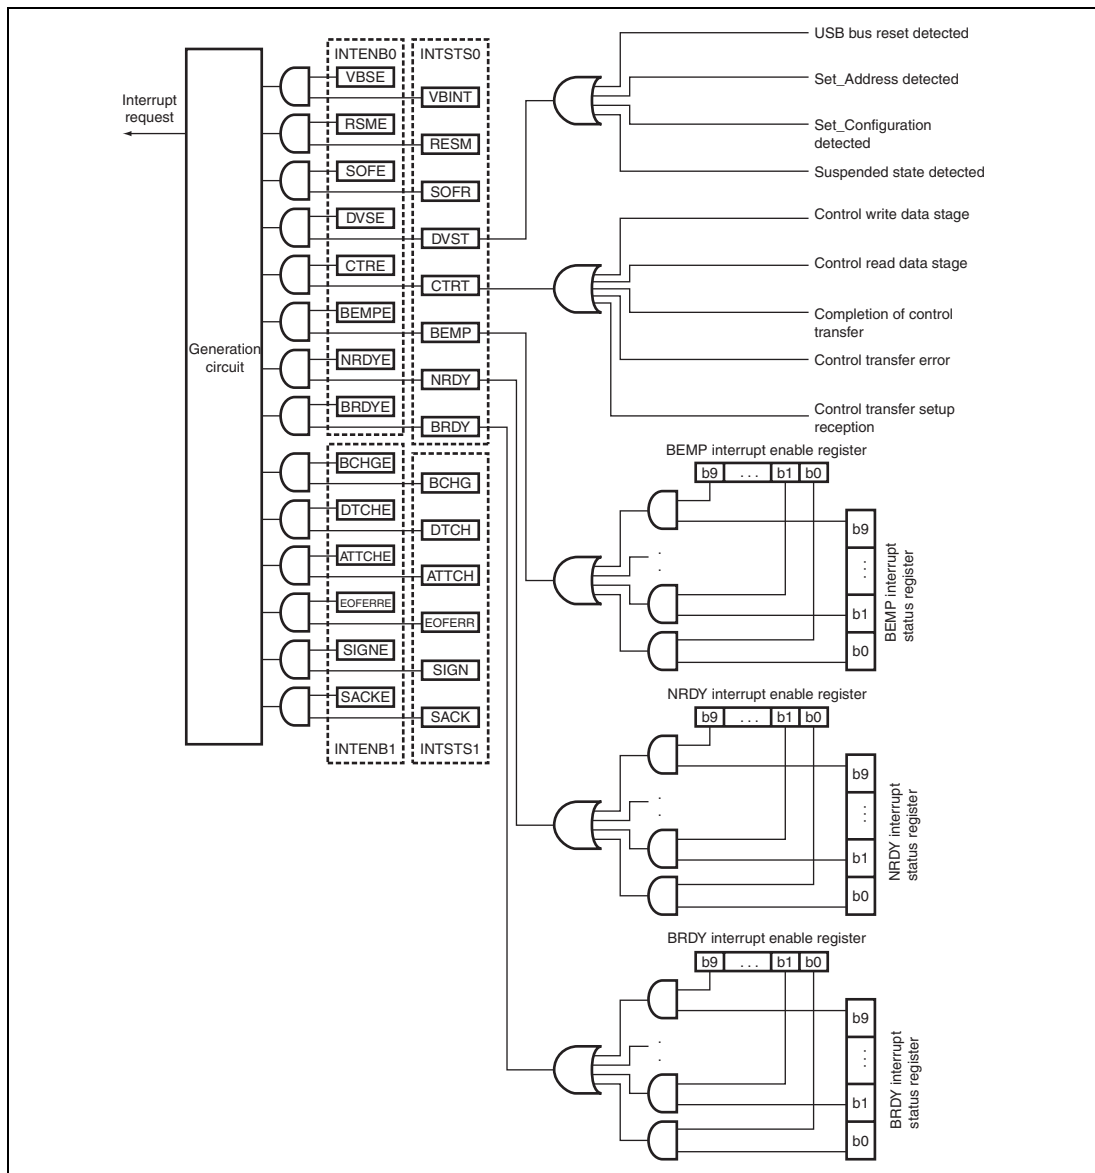 USB bus reset detected
INTENB0
INTSTS0
VBSE
Set_Address detected
VBINT
Interrupt
request
RSME
Set_Configuration
detected
RESM
SOFE
Suspended state detected
SOFR
DVSE
Control write data stage
DVST
CTRE
Control read data stage
CTRT
BEMPE
Completion of control
transfer
BEMP
Generation
circuit
NRDYE
Control transfer error
NRDY
BRDYE
Control transfer setup
reception
BRDY
BEMP interrupt enable register
BCHGE
b9 ... b1 b0
BCHG
DTCHE
b9
DTCH
ATTCHE
...
ATTCH
EOFERRE
b1
EOFERR
BEMP interrupt
status register
SIGNE
b0
SIGN
SACKE
NRDY interrupt enable register
SACK
b9 ... b1 b0
INTENB1
INTSTS1
b9
...
b1
NRDY interrupt
status register
b0
BRDY interrupt enable register
b9 ... b1 b0
b9
...
b1
BRDY interrupt
status register
b0